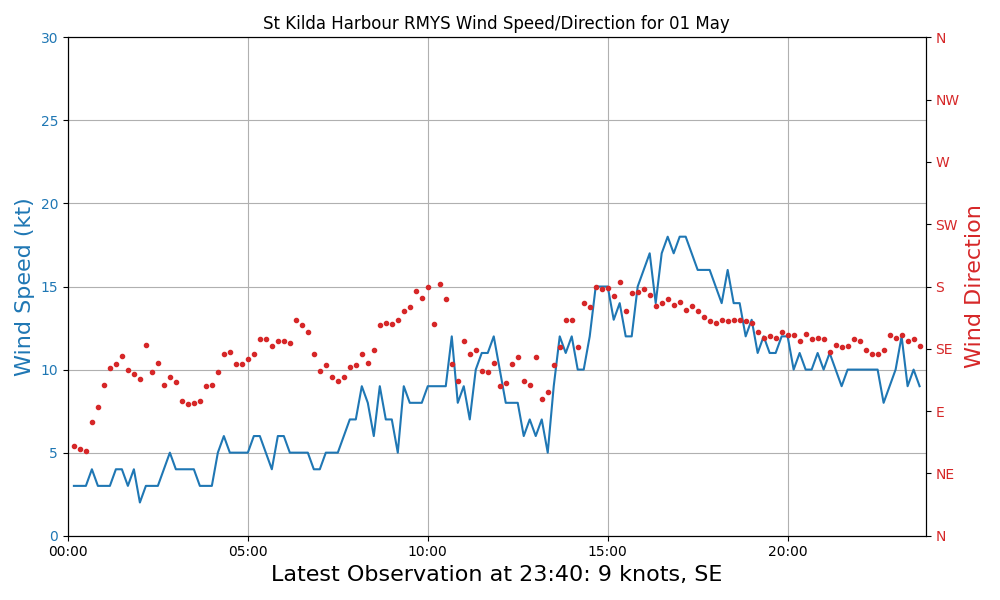 St Kilda Harbour RMYS Wind Speed/Direction for 01 May
30
25
20
15
10
5
0
Wind Speed (kt)
N
NW
W
SW
S
SE
E
NE
N
Wind Direction
00:00 05:00 10:00 15:00 20:00
Latest Observation at 23:40: 9 knots, SE